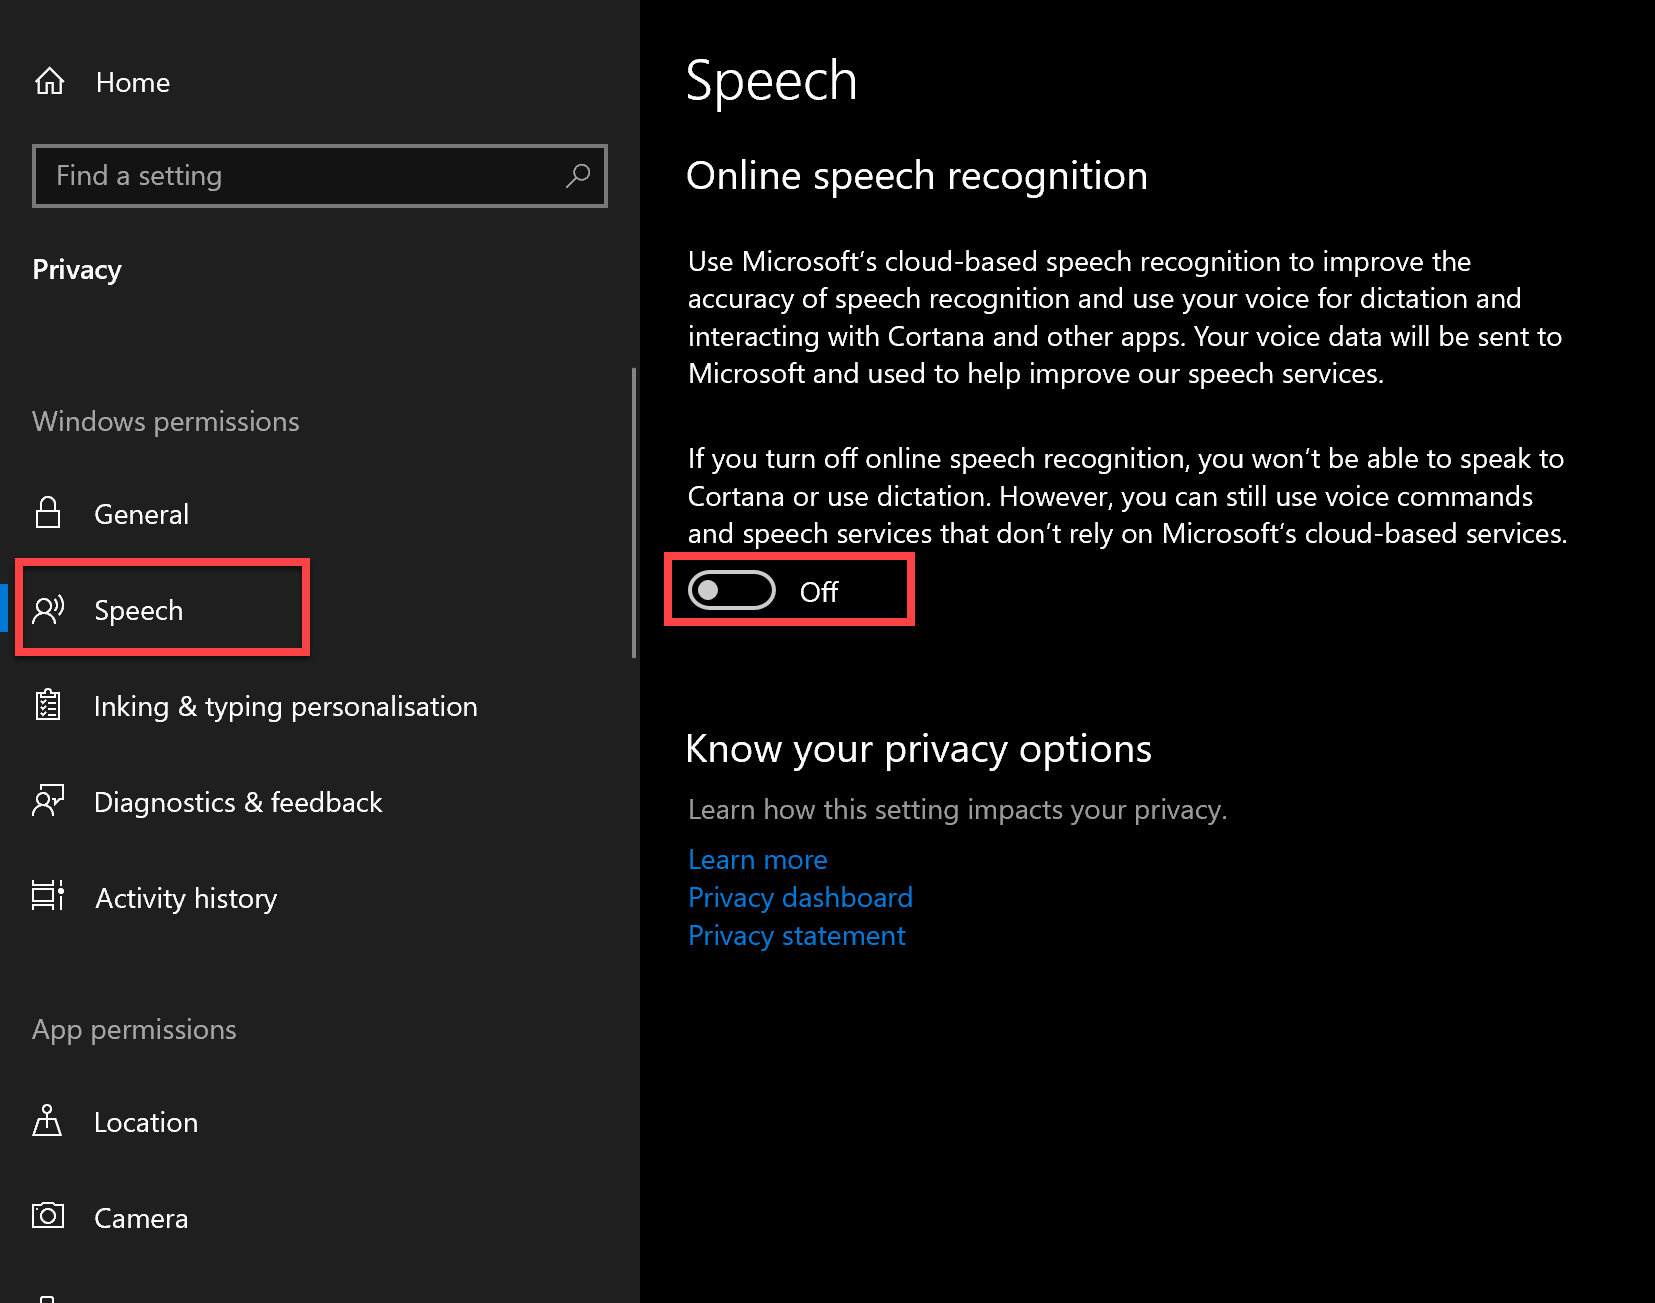 Home
Find a setting
Privacy
Windows permissions
General
Speech
Inking & typing personalisation
Diagnostics & feedback
Activity history
App permissions
Location
Camera
Speech
Online speech recognition
Use Microsoft’s cloud-based speech recognition to improve the
accuracy of speech recognition and use your voice for dictation and
interacting with Cortana and other apps. Your voice data will be sent to
Microsoft and used to help improve our speech services.
If you turn off online speech recognition, you won’t be able to speak to
Cortana or use dictation. However, you can still use voice commands
and speech services that don’t rely on Microsoft’s cloud-based services.
Off
Know your privacy options
Learn how this setting impacts your privacy.
Learn more
Privacy dashboard
Privacy statement